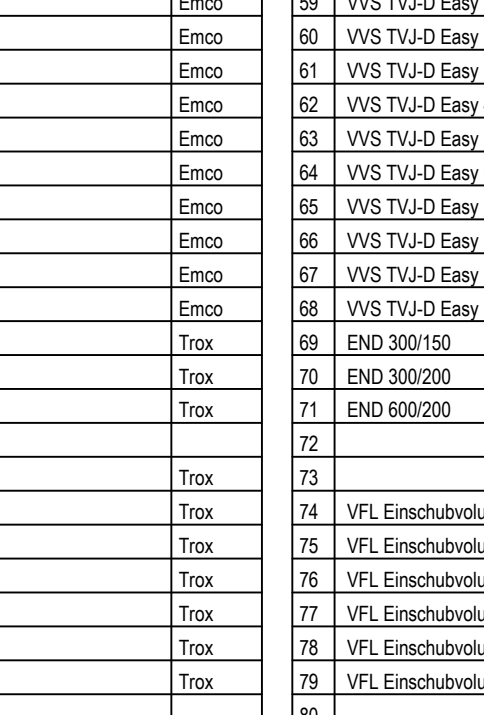 Emco 59 VVS TVJ-D Easy
Emco 60 VVS TVJ-D Easy
Emco 61 VVS TVJ-D Easy
Emco 62 VVS TVJ-D Easy
Emco 63 VVS TVJ-D Easy
Emco 64 VVS TVJ-D Easy
Emco 65 VVS TVJ-D Easy
Emco 66 VVS TVJ-D Easy
Emco 67 VVS TVJ-D Easy
Emco 68 VVS TVJ-D Easy
Trox 69 END 300/150
Trox 70 END 300/200
Trox 71 END 600/200
72
Trox 73
Trox 74 VFL Einschubvolu
Trox 75 VFL Einschubvolu
Trox 76 VFL Einschubvolu
Trox 77 VFL Einschubvolu
Trox 78 VFL Einschubvolu
Trox 79 VFL Einschubvolu
80